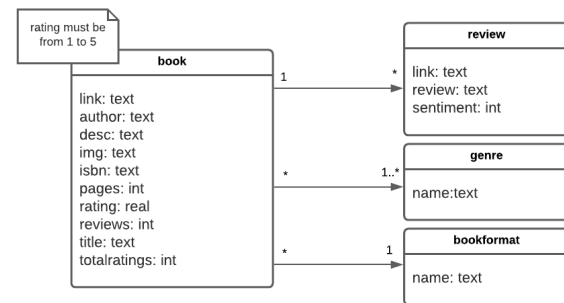 rating must be
from 1 to 5
book
link: text
author: text
desc: text
img: text
isbn: text
pages: int
rating: real
reviews: int
title: text
totalratings: int
1
*
review
link: text
review: text
sentiment: int
*
1..*
genre
name:text
*
1
bookformat
name: text